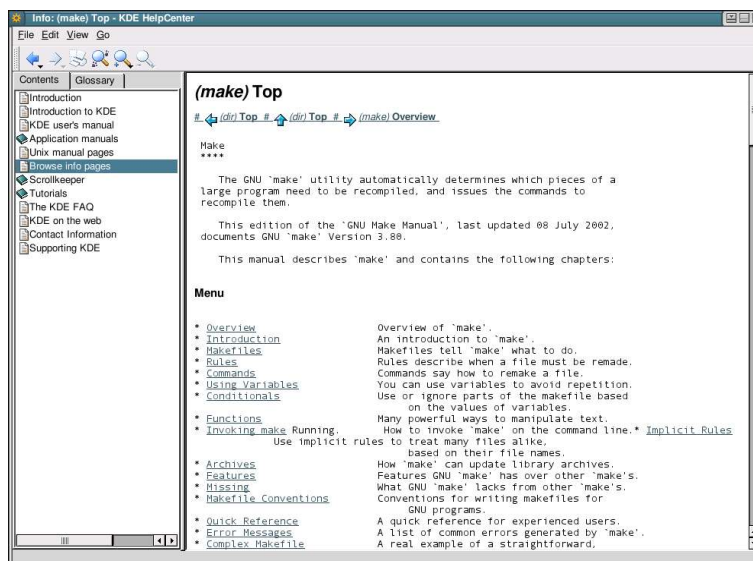 Info: (make) Top - KDE HelpCenter
File Edit View Go
Contents Glossary
Introduction
Introduction to KDE
KDE user's manual
Application manuals
Unix manual pages
Browse info pages
Scrollkeeper
Tutorials
The KDE FAQ
KDE on the web
Contact Information
Supporting KDE
(make) Top
# (dir) Top # (dir) Top # (make) Overview
Make
****
The GNU `make' utility automatically determines which pieces of a
large program need to be recompiled, and issues the commands to
recompile them.
This edition of the `GNU Make Manual', last updated 08 July 2002,
documents GNU `make' Version 3.80.
This manual describes `make' and contains the following chapters:
Menu
* Overview Overview of `make'.
* Introduction An introduction to `make'.
* Makefiles Makefiles tell `make' what to do.
* Rules Rules describe when a file must be remade.
* Commands Commands say how to remake a file.
* Using Variables You can use variables to avoid repetition.
* Conditionals Use or ignore parts of the makefile based
on the values of variables.
* Functions Many powerful ways to manipulate text.
* Invoking make Running. How to invoke `make' on the command line.* Implicit Rules
Use implicit rules to treat many files alike,
based on their file names.
* Archives How `make' can update library archives.
* Features Features GNU `make' has over other `make's.
* Missing What GNU `make' lacks from other `make's.
* Makefile Conventions Conventions for writing makefiles for
GNU programs.
* Quick Reference A quick reference for experienced users.
* Error Messages A list of common errors generated by `make'.
* Complex Makefile A real example of a straightforward,